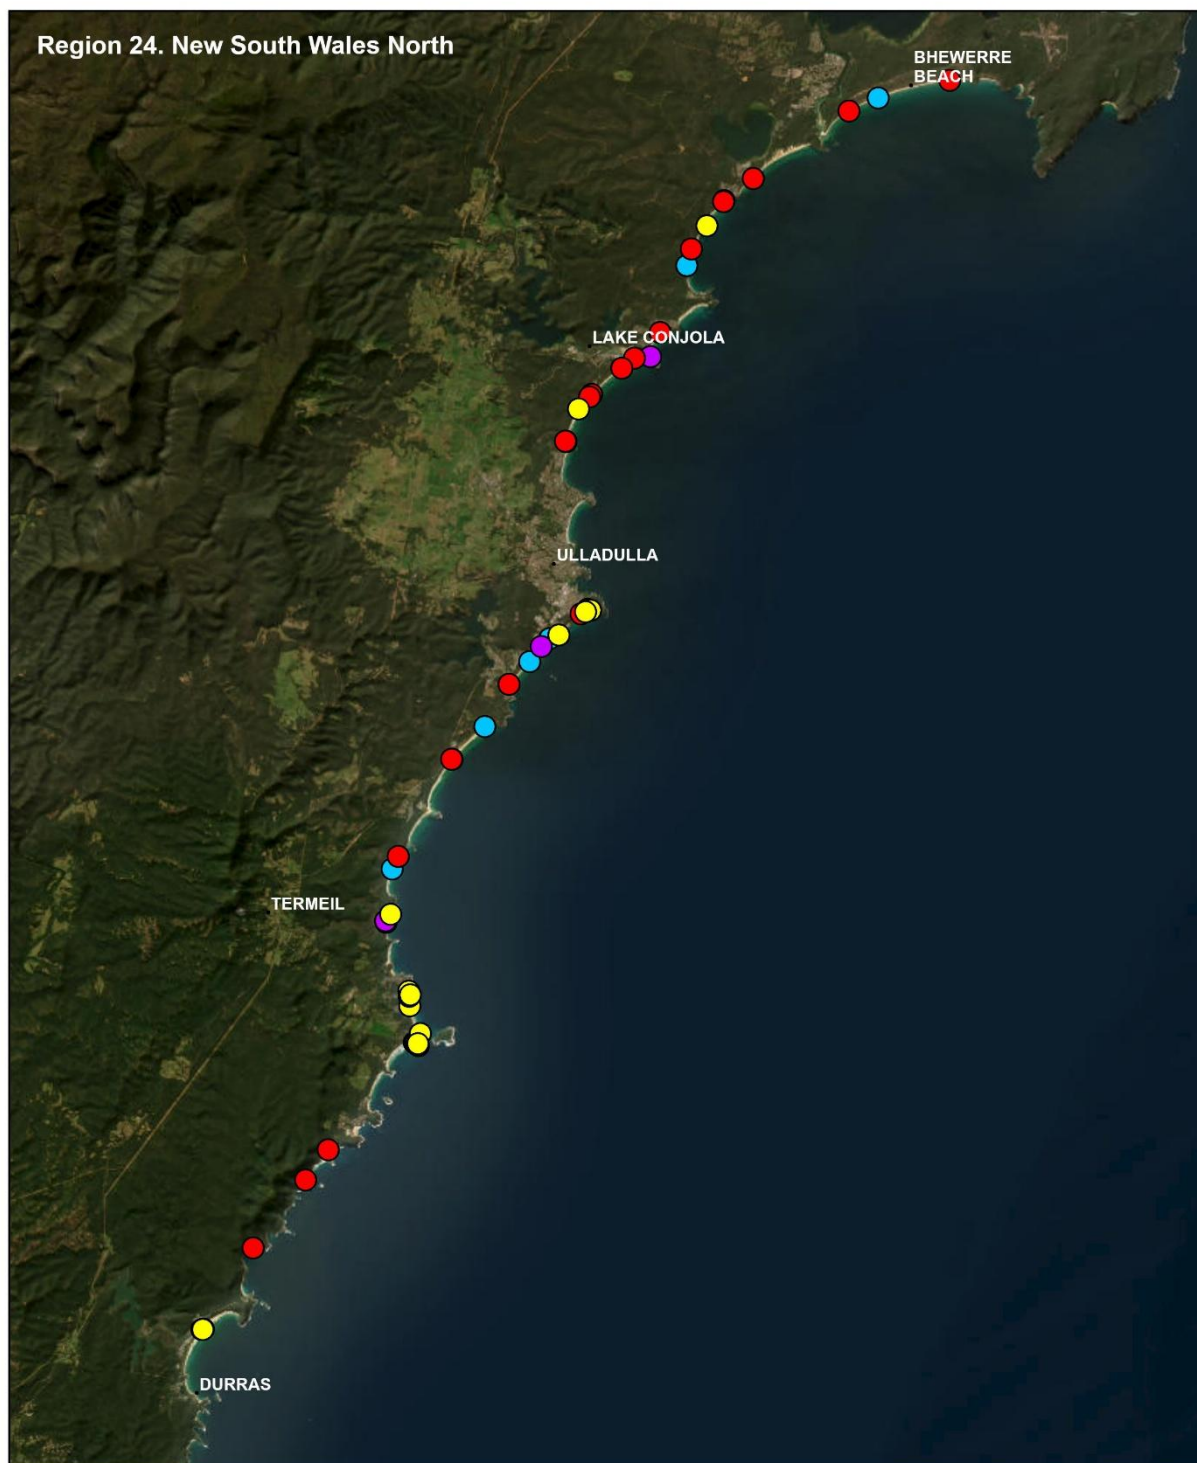 Region 24. New South Wales North
BHEWERRE
BEACH
LAKE CONJOLA
ULLADULLA
TERMEIL
DURRAS